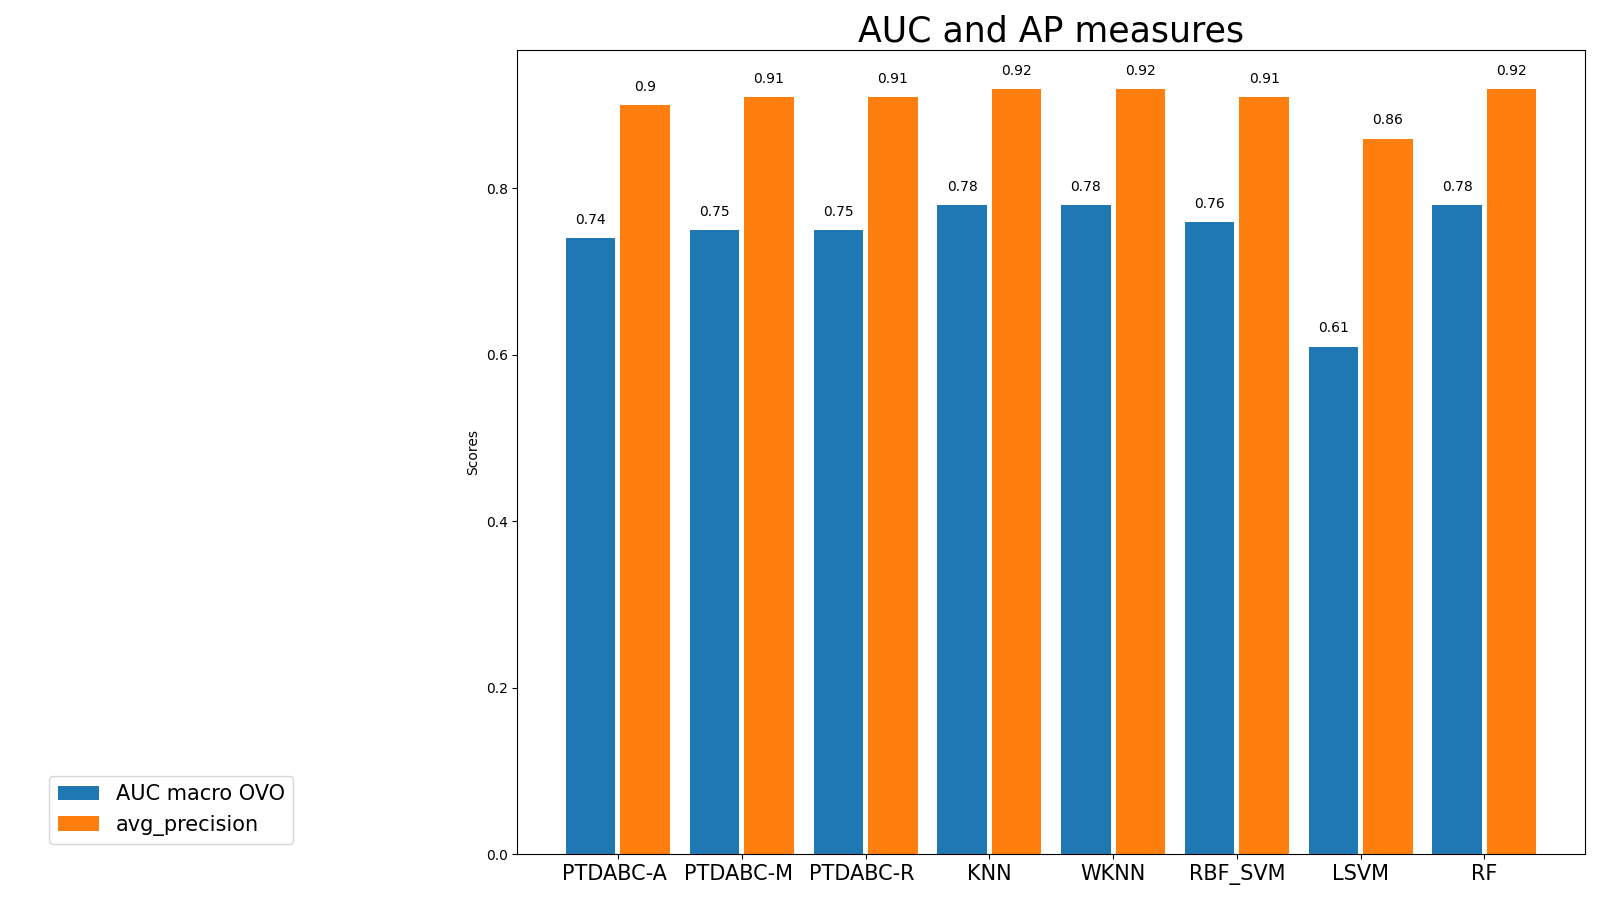 AUC and AP measures
0.9
0.91
0.91
0.92
0.92
0.91
0.86
0.92
0.74
0.75
0.75
0.78
0.78
0.76
0.61
0.78
Scores
0.8
0.6
0.4
0.2
0.0
PTDABC-A
PTDABC-M
PTDABC-R
KNN
WKNN
RBF_SVM
LSVM
RF
AUC macro OVO
avg_precision